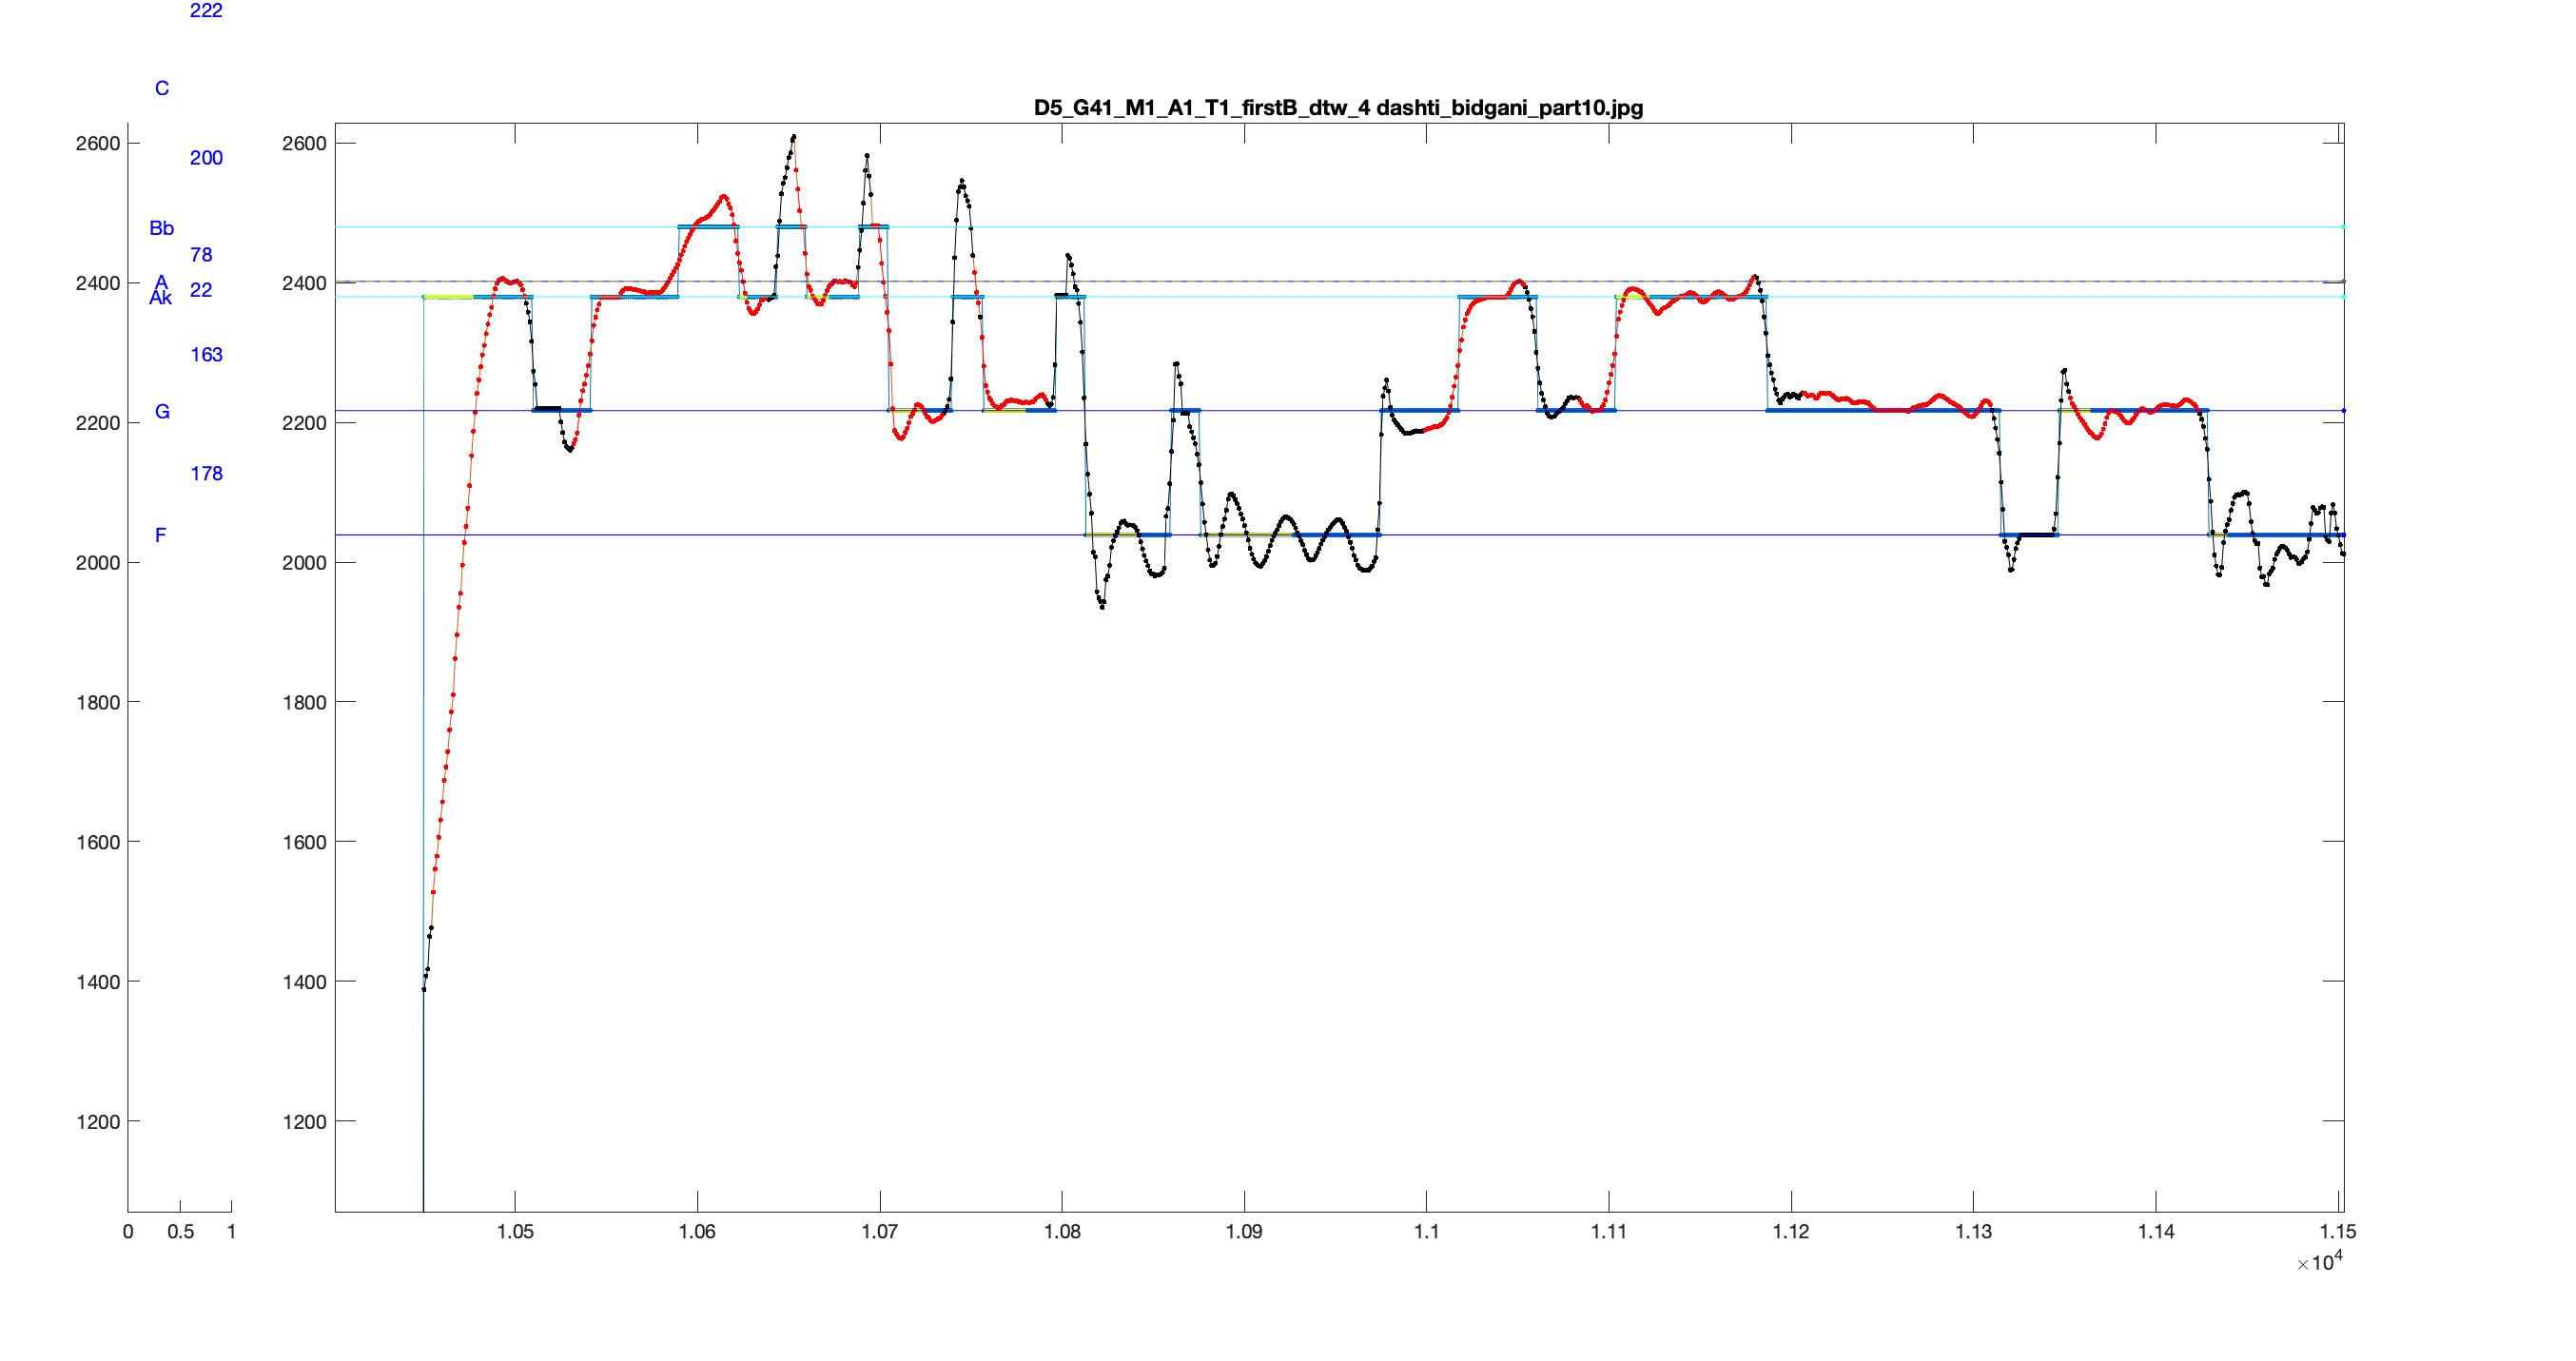 222
C
D5_G41_M1_A1_T1_firstB_dtw_4 dashti_bidgani_part10.jpg
2600 200 2600
Bb
78
2400 A 22 2400
Ak
163
G
2200 2200
178
F
2000 2000
1800 1800
1600 1600
1400 1400
1200 1200
0 0.5 1 1.05 1.06 1.07 1.08 1.09 1.1 1.11 1.12 1.13 1.14 1.15
×10^4